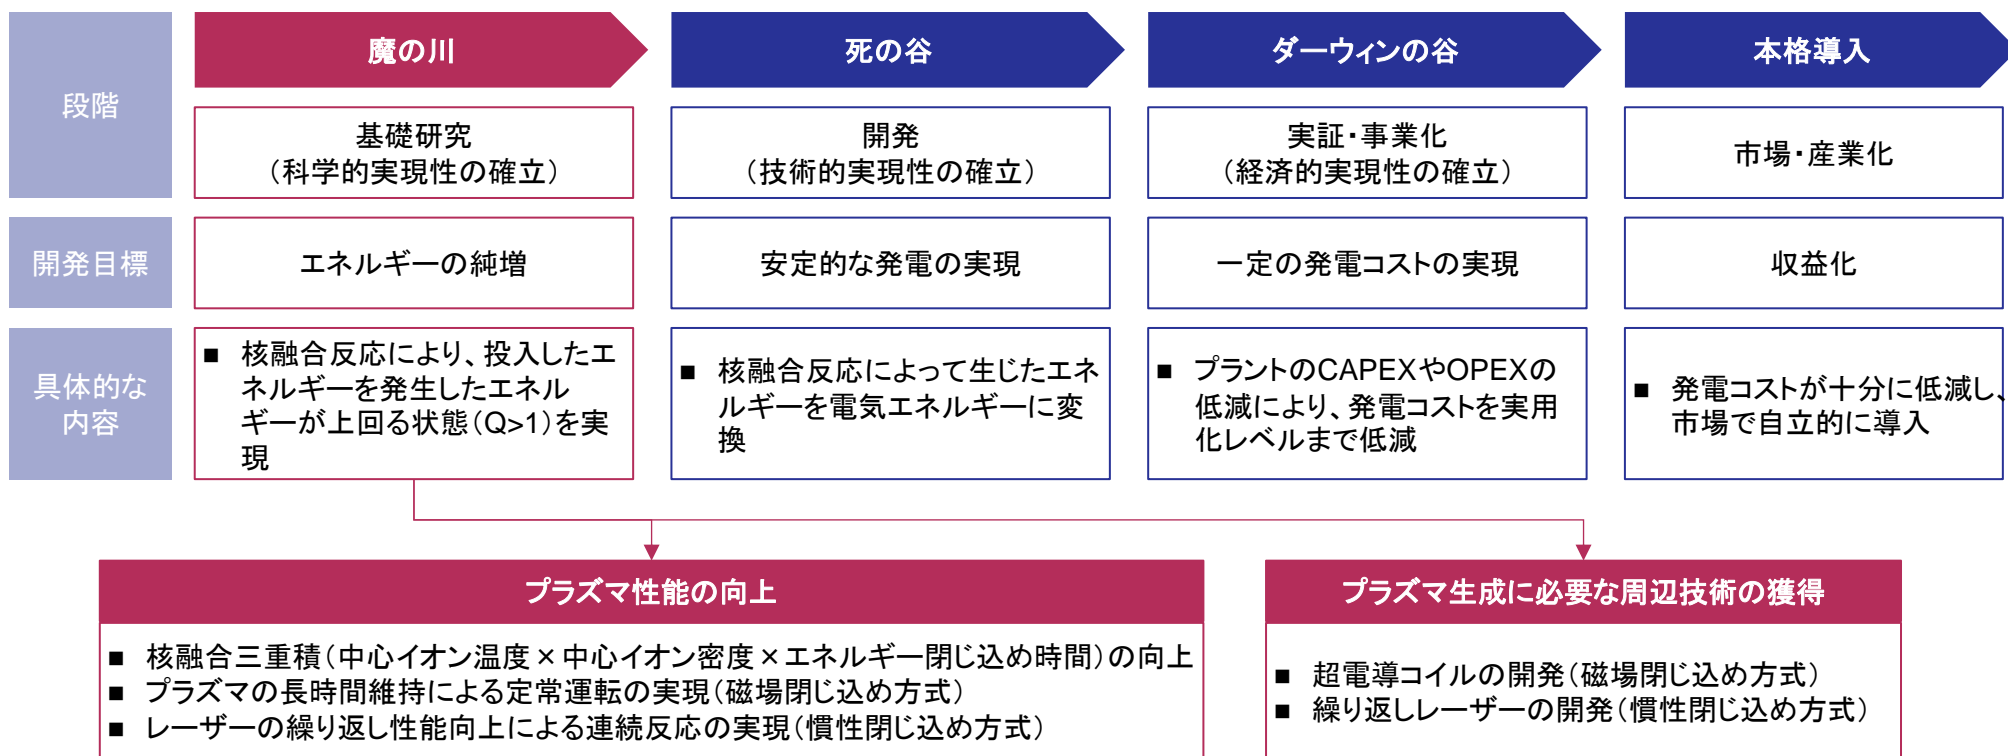 段階
魔の川
死の谷
ダーウィンの谷
本格導入
基礎研究
（科学的実現性の確立）
開発
（技術的実現性の確立）
実証・事業化
（経済的実現性の確立）
市場・産業化
開発目標
エネルギーの純増
安定的な発電の実現
一定の発電コストの実現
収益化
具体的な
内容
■ 核融合反応により、投入したエ
ネルギーを発生したエネル
ギーが上回る状態（Q>1）を実
現
■ 核融合反応によって生じたエネ
ルギーを電気エネルギーに変
換
■ プラントのCAPEXやOPEXの
低減により、発電コストを実用
化レベルまで低減
■ 発電コストが十分に低減し、
市場で自立的に導入
プラズマ性能の向上
■ 核融合三重積（中心イオン温度×中心イオン密度×エネルギー閉じ込め時間）の向上
■ プラズマの長時間維持による定常運転の実現（磁場閉じ込め方式）
■ レーザーの繰り返し性能向上による連続反応の実現（慣性閉じ込め方式）
プラズマ生成に必要な周辺技術の獲得
■ 超電導コイルの開発（磁場閉じ込め方式）
■ 繰り返しレーザーの開発（慣性閉じ込め方式）